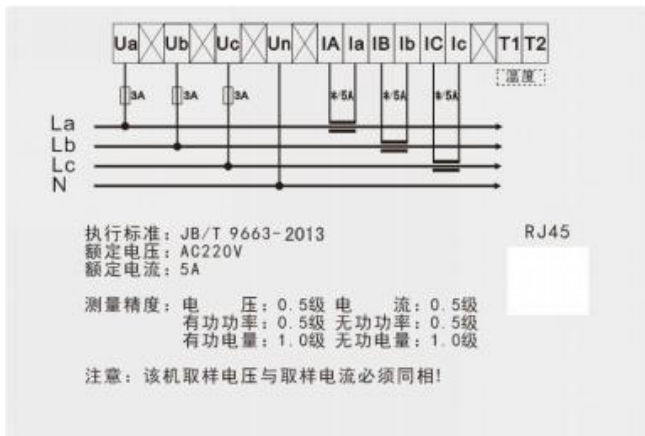 Ua Ub Uc Un IA Ia IB Ib IC Ic T1 T2
温度
3A 3A 3A */5A */5A */5A
La
Lb
Lc
N
执行标准：JB/T 9663-2013
额定电压：AC220V
额定电流：5A
RJ45
测量精度：电 压：0.5级 电 流：0.5级
有功功率：0.5级 无功功率：0.5级
有功电量：1.0级 无功电量：1.0级
注意：该机取样电压与取样电流必须同相!